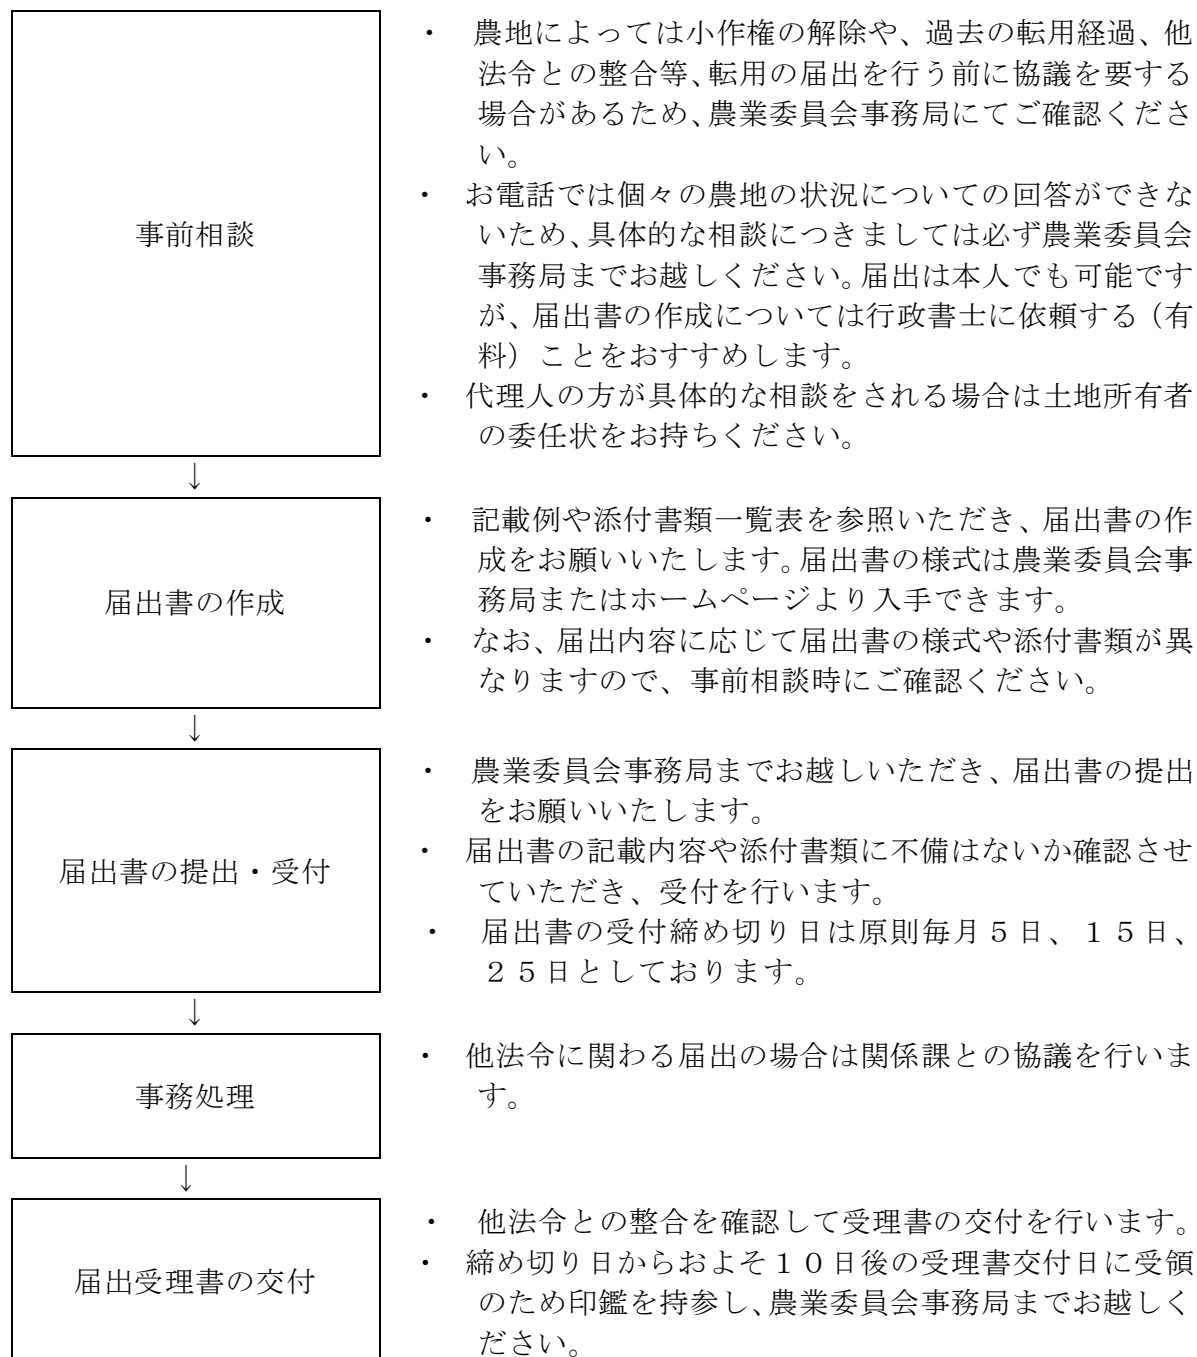 事前相談
・ 農地によっては小作権の解除や、過去の転用経過、他
法令との整合等、転用の届出を行う前に協議を要する
場合があるため、農業委員会事務局にてご確認くださ
い。
・ お電話では個々の農地の状況についての回答ができな
いため、具体的な相談につきましては必ず農業委員会
事務局までお越しください。届出は本人でも可能です
が、届出書の作成については行政書士に依頼する（有
料）ことをおすすめします。
・ 代理人の方が具体的な相談をされる場合は土地所有者
の委任状をお持ちください。
↓
届出書の作成
・ 記載例や添付書類一覧表を参照いただき、届出書の作
成をお願いいたします。届出書の様式は農業委員会事
務局またはホームページより入手できます。
・ なお、届出内容に応じて届出書の様式や添付書類が異
なりますので、事前相談時にご確認ください。
↓
届出書の提出・受付
・ 農業委員会事務局までお越しいただき、届出書の提出
をお願いいたします。
・ 届出書の記載内容や添付書類に不備はないか確認させ
ていただき、受付を行います。
・ 届出書の受付締め切り日は原則毎月５日、１５日、
２５日としております。
↓
事務処理
・ 他法令に関わる届出の場合は関係課との協議を行いま
す。
↓
届出受理書の交付
・ 他法令との整合を確認して受理書の交付を行います。
・ 締め切り日からおよそ１０日後の受理書交付日に受領
のため印鑑を持参し、農業委員会事務局までお越しく
ださい。